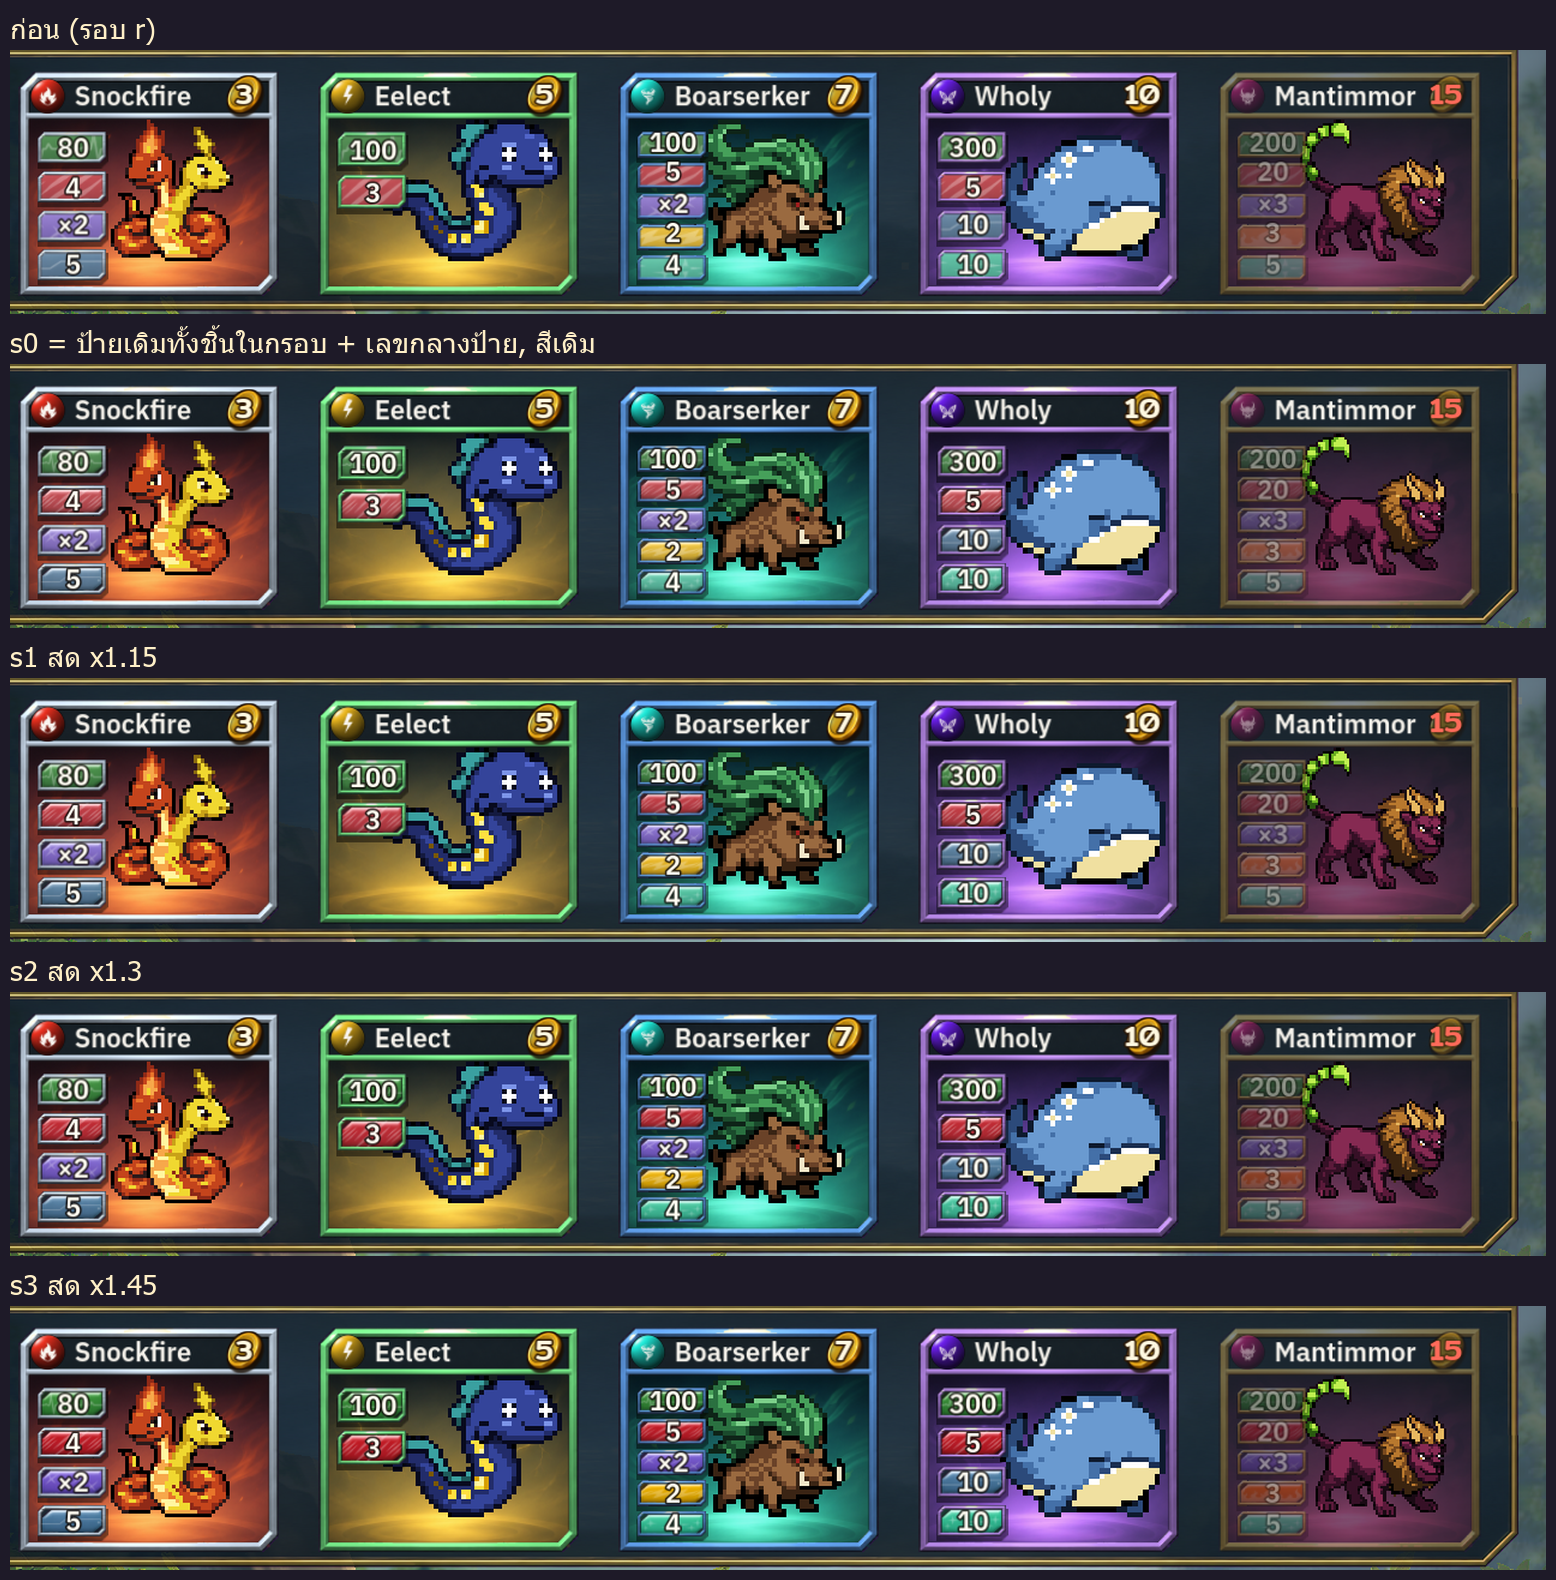 ก่อน (รอบ r)
Snockfire 3 Eelect 5 Boarserker 7 Wholy 10 Mantimmor 15
80 100 100 300 200
4 3 5 5 20
×2 ×2 10 ×3
5 2 10 3
4 5
s0 = ป้ายเดิมทั้งชิ้นในกรอบ + เลขกลางป้าย, สีเดิม
Snockfire 3 Eelect 5 Boarserker 7 Wholy 10 Mantimmor 15
80 100 100 300 200
4 3 5 5 20
×2 ×2 10 ×3
5 2 10 3
4 5
s1 สด x1.15
Snockfire 3 Eelect 5 Boarserker 7 Wholy 10 Mantimmor 15
80 100 100 300 200
4 3 5 5 20
×2 ×2 10 ×3
5 2 10 3
4 5
s2 สด x1.3
Snockfire 3 Eelect 5 Boarserker 7 Wholy 10 Mantimmor 15
80 100 100 300 200
4 3 5 5 20
×2 ×2 10 ×3
5 2 10 3
4 5
s3 สด x1.45
Snockfire 3 Eelect 5 Boarserker 7 Wholy 10 Mantimmor 15
80 100 100 300 200
4 3 5 5 20
×2 ×2 10 ×3
5 2 10 3
4 5